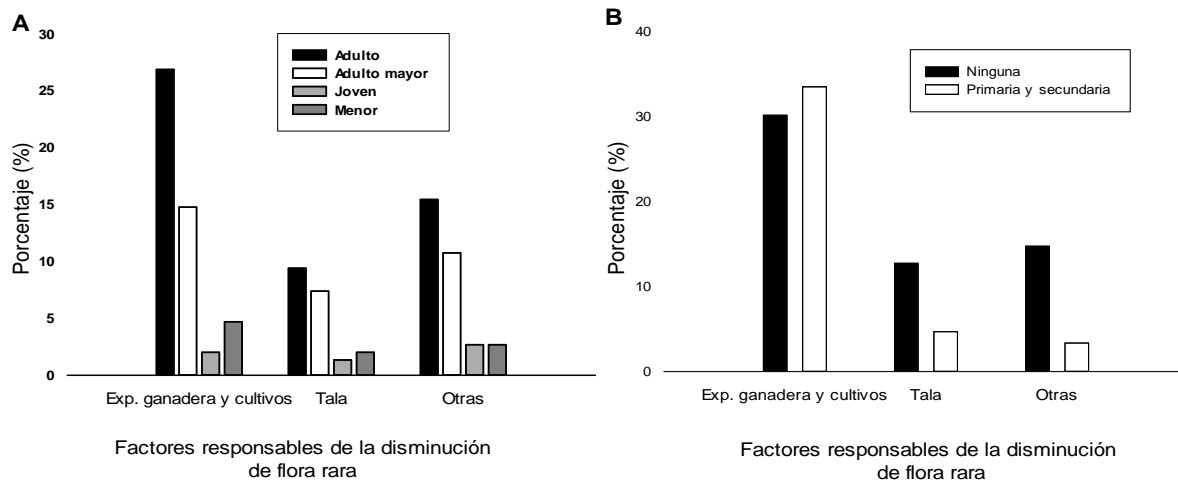 A
30
25
20
15
10
5
0
Porcentaje (%)
Adulto
Adulto mayor
Joven
Menor
Exp. ganadera y cultivos
Tala
Otras
Factores responsables de la disminución
de flora rara
B
40
30
20
10
0
Porcentaje (%)
Ninguna
Primaria y secundaria
Exp. ganadera y cultivos
Tala
Otras
Factores responsables de la disminución
de flora rara